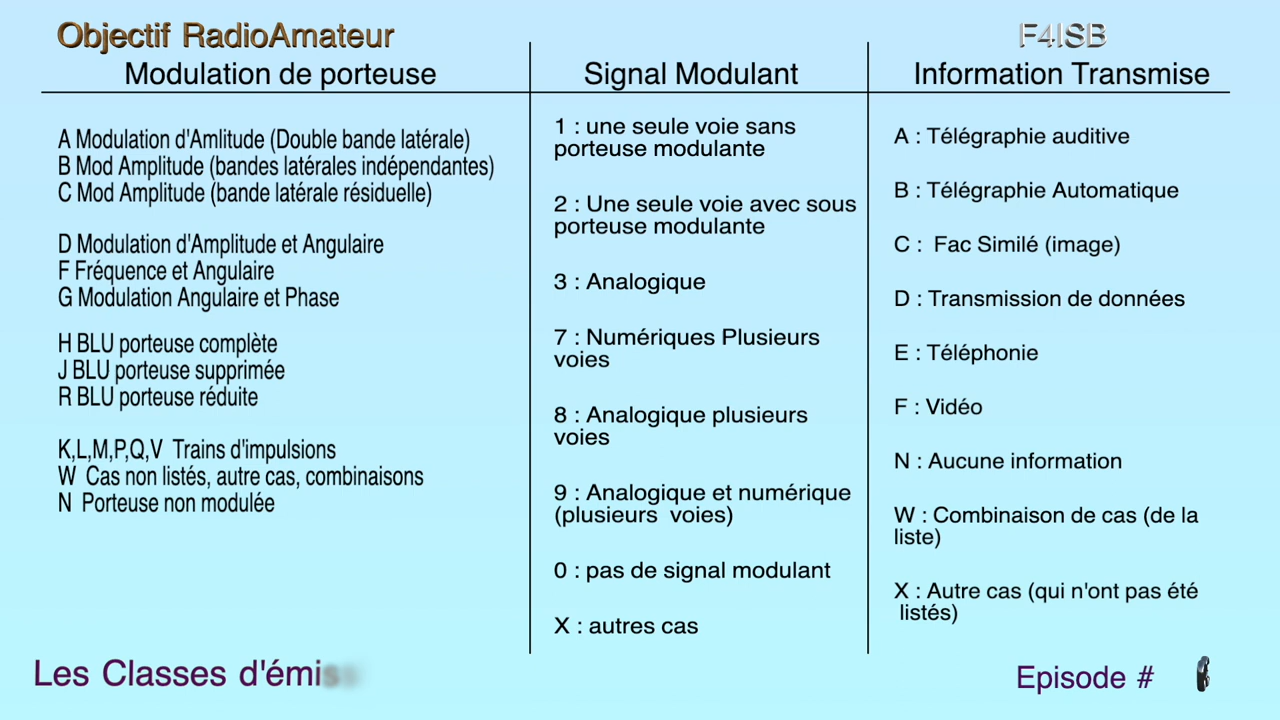 Objectif RadioAmateur
F4ISB
Modulation de porteuse
Signal Modulant
Information Transmise
A Modulation d'Amlitude (Double bande latérale)
B Mod Amplitude (bandes latérales indépendantes)
C Mod Amplitude (bande latérale résiduelle)
D Modulation d'Amplitude et Angulaire
F Fréquence et Angulaire
G Modulation Angulaire et Phase
H BLU porteuse complète
J BLU porteuse supprimée
R BLU porteuse réduite
K,L,M,P,Q,V Trains d'impulsions
W Cas non listés, autre cas, combinaisons
N Porteuse non modulée
1 : une seule voie sans
porteuse modulante
2 : Une seule voie avec sous
porteuse modulante
3 : Analogique
7 : Numériques Plusieurs
voies
8 : Analogique plusieurs
voies
9 : Analogique et numérique
(plusieurs voies)
0 : pas de signal modulant
X : autres cas
A : Télégraphie auditive
B : Télégraphie Automatique
C : Fac Similé (image)
D : Transmission de données
E : Téléphonie
F : Vidéo
N : Aucune information
W : Combinaison de cas (de la
liste)
X : Autre cas (qui n'ont pas été
listés)
Les Classes d'émiss
Episode #